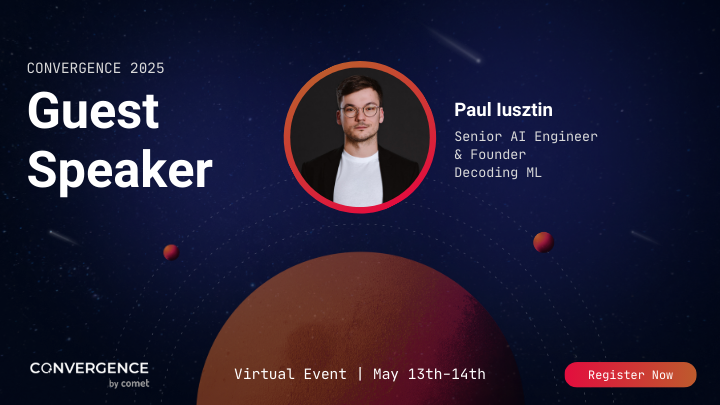 CONVERGENCE 2025
Guest
Speaker
Paul Iusztin
Senior AI Engineer
& Founder
Decoding ML
CONVERGENCE
by comet
Virtual Event | May 13th-14th
Register Now